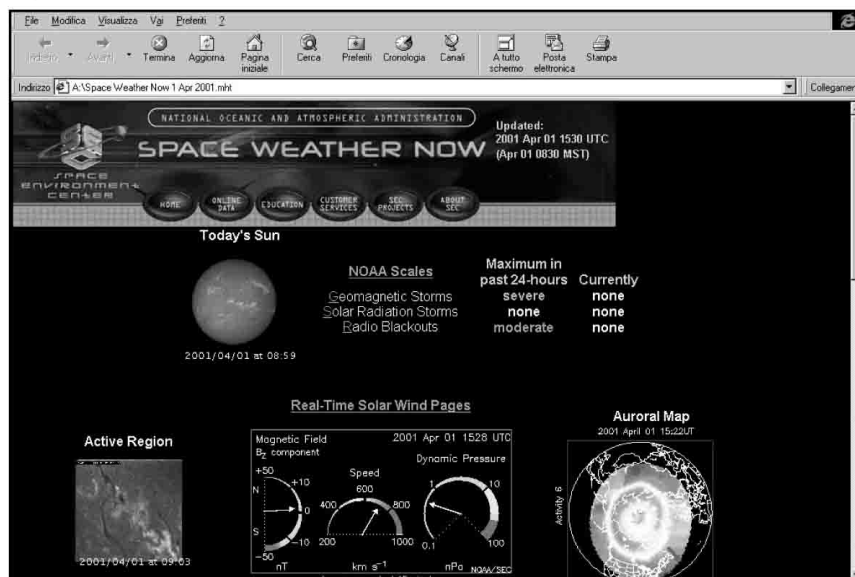 File Modifica Visualizza Vai Preferiti ?
Indietro Avanti Termina Aggiorna Pagina iniziale Cerca Preferiti Cronologia Canali A tutto schermo Posta elettronica Stampa
Indirizzo A:\Space Weather Now 1 Apr 2001.mht Collegamen
NATIONAL OCEANIC AND ATMOSPHERIC ADMINISTRATION
SPACE WEATHER NOW
Updated:
2001 Apr 01 1530 UTC
(Apr 01 0830 MST)
SPACE
ENVIRONMENT
CENTER
HOME ONLINE DATA EDUCATION CUSTOMER SERVICES SEC PROJECTS ABOUT SEC
Today's Sun
2001/04/01 at 08:59
NOAA Scales
Maximum in
past 24-hours Currently
Geomagnetic Storms severe none
Solar Radiation Storms none none
Radio Blackouts moderate none
Real-Time Solar Wind Pages
Active Region
2001/04/01 at 09:03
Magnetic Field 2001 Apr 01 1528 UTC
Bz component
Dynamic Pressure
Speed
+50 +10 0 -10 -50
N
S
nT
200 400 600 800 1000
km s⁻¹
0.1 1 10 100
nPa NOAA/SEC
Auroral Map
2001 April 01 15:22UT
Activity 6